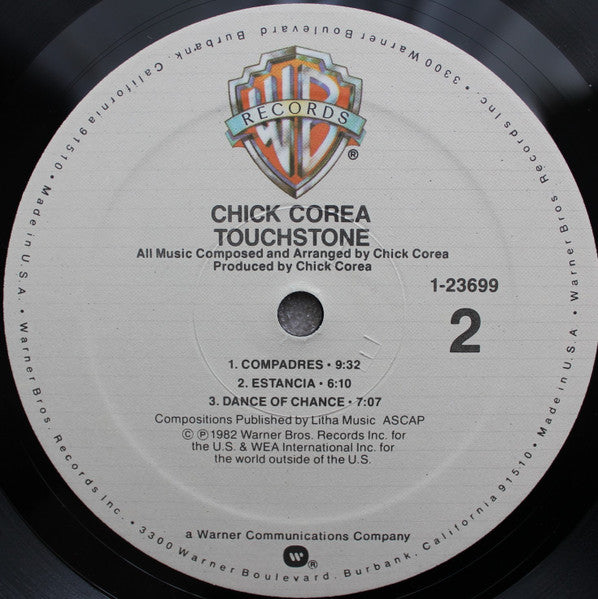 WB
RECORDS
®
CHICK COREA
TOUCHSTONE
All Music Composed and Arranged by Chick Corea
Produced by Chick Corea
1-23699
2
1. COMPADRES • 9:32
2. ESTANCIA • 6:10
3. DANCE OF CHANCE • 7:07
Compositions Published by Litha Music ASCAP
© ℗ 1982 Warner Bros. Records Inc. for
the U.S. & WEA International Inc. for
the world outside of the U.S.
a Warner Communications Company
®
Warner Bros. Records Inc. • 3300 Warner Boulevard, Burbank, California 91510 • Made in U.S.A. • Warner Bros. Records Inc. • 3300 Warner Boulevard, Burbank, California 91510 • Made in U.S.A. •